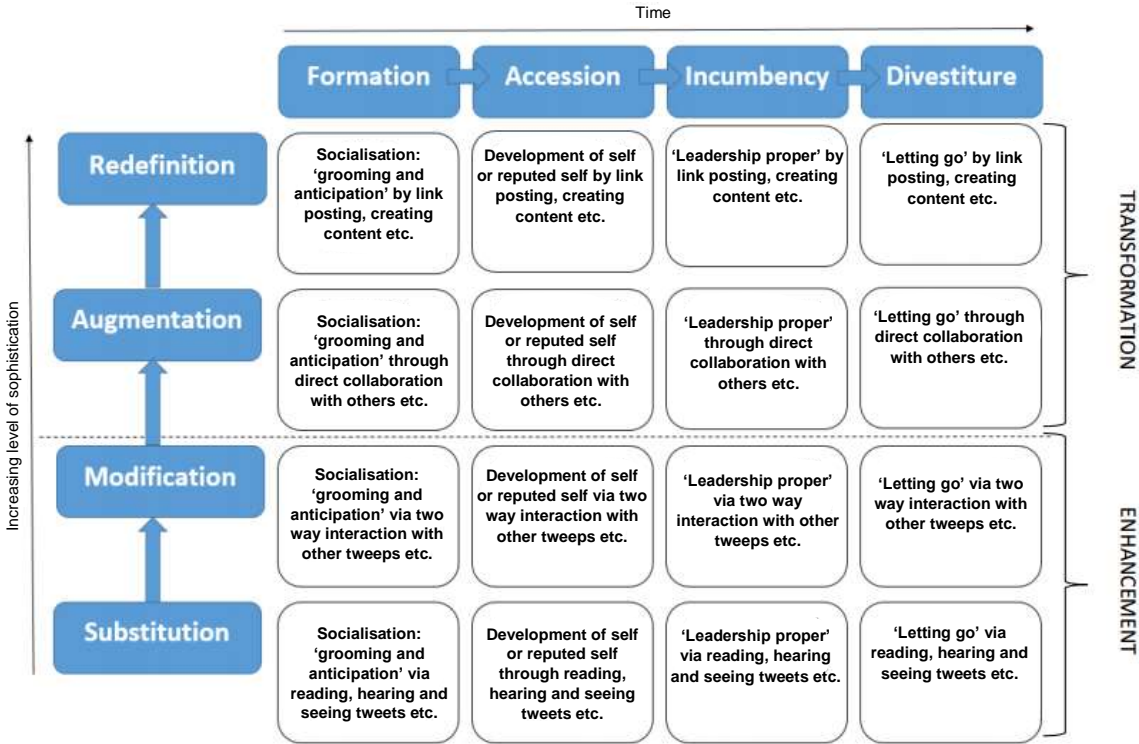 Time
Formation
Accession
Incumbency
Divestiture
Increasing level of sophistication
Redefinition
Socialisation:
‘grooming and
anticipation’ by link
posting, creating
content etc.
Development of self
or reputed self by link
posting, creating
content etc.
‘Leadership proper’ by
link posting, creating
content etc.
‘Letting go’ by link
posting, creating
content etc.
TRANSFORMATION
Augmentation
Socialisation:
‘grooming and
anticipation’ through
direct collaboration
with others etc.
Development of self
or reputed self
through direct
collaboration with
others etc.
‘Leadership proper’
through direct
collaboration with
others etc.
‘Letting go’ through
direct collaboration
with others etc.
Modification
Socialisation:
‘grooming and
anticipation’ via two
way interaction with
other tweeps etc.
Development of self
or reputed self via two
way interaction with
other tweeps etc.
‘Leadership proper’
via two way
interaction with other
tweeps etc.
‘Letting go’ via two
way interaction with
other tweeps etc.
ENHANCEMENT
Substitution
Socialisation:
‘grooming and
anticipation’ via
reading, hearing and
seeing tweets etc.
Development of self
or reputed self
through reading,
hearing and seeing
tweets etc.
‘Leadership proper’
via reading, hearing
and seeing tweets etc.
‘Letting go’ via
reading, hearing and
seeing tweets etc.